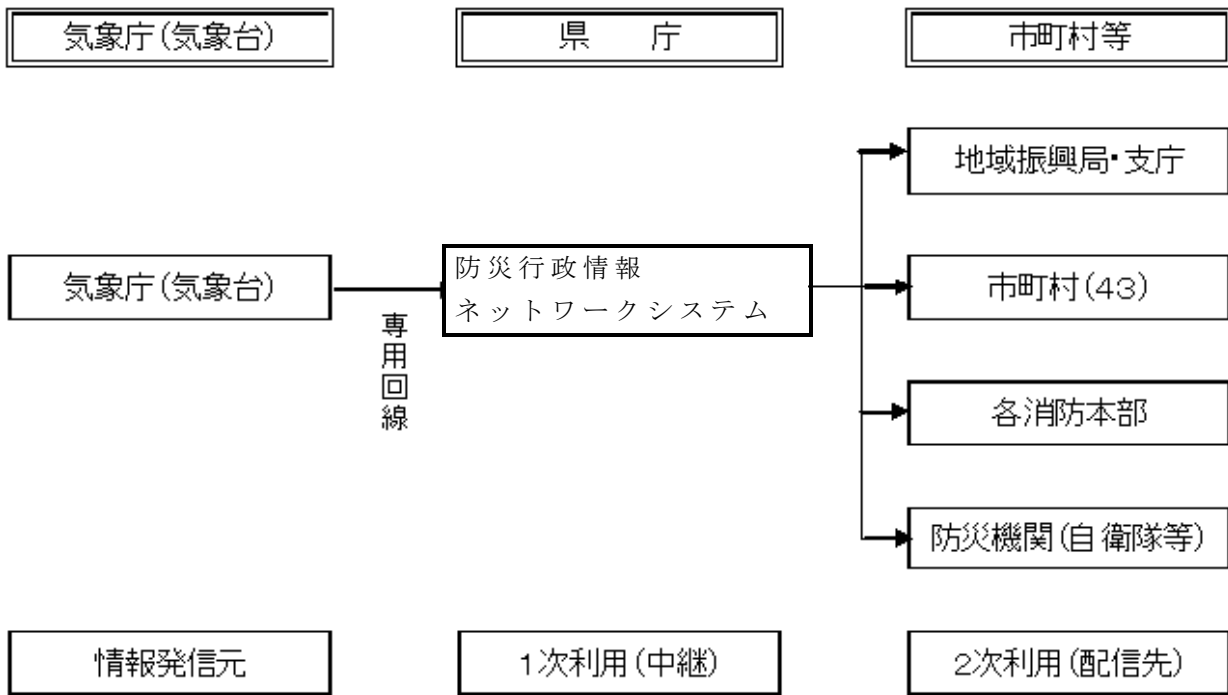 気象庁(気象台)
県 庁
市町村等
地域振興局・支庁
気象庁(気象台)
防災行政情報
ネットワークシステム
市町村(43)
専用回線
各消防本部
防災機関(自衛隊等)
情報発信元
1次利用(中継)
2次利用(配信先)